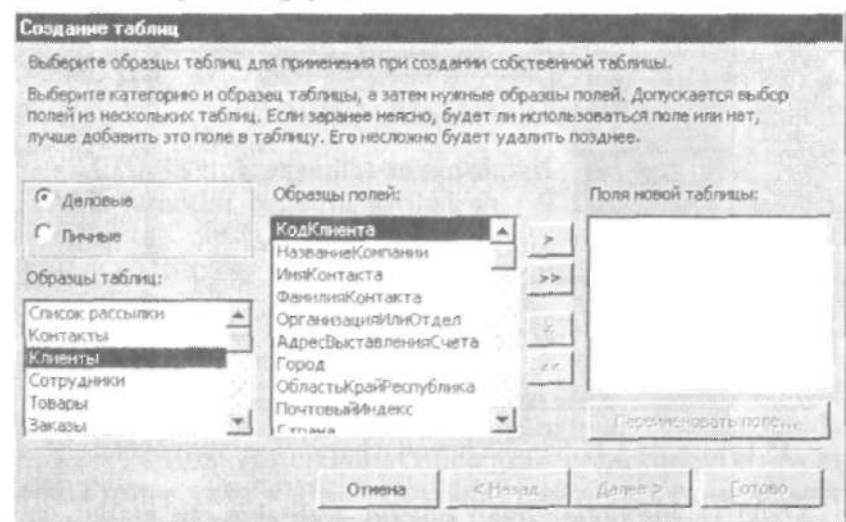 Создание таблиц
Выберите образцы таблиц для применения при создании собственной таблицы.
Выберите категорию и образец таблицы, а затем нужные образцы полей. Допускается выбор
полей из нескольких таблиц. Если заранее неясно, будет ли использоваться поле или нет,
лучше добавить это поле в таблицу. Его несложно будет удалить позднее.
Деловые
Личные
Образцы таблиц:
Список рассылки
Контакты
Клиенты
Сотрудники
Товары
Заказы
Образцы полей:
КодКлиента
НазваниеКомпании
ИмяКонтакта
ФамилияКонтакта
ОрганизацияИлиОтдел
АдресВыставленияСчета
Город
ОбластьКрайРеспублика
ПочтовыйИндекс
Страна
>
>>
<
<<
Поля новой таблицы:
Переименовать поле...
Отмена
< Назад
Далее >
Готово